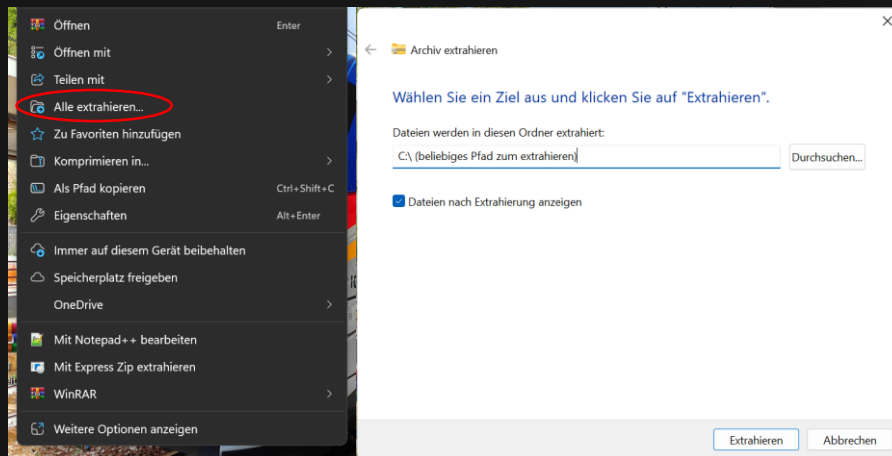 Öffnen Enter
Öffnen mit
Teilen mit
Alle extrahieren...
Zu Favoriten hinzufügen
Komprimieren in...
Als Pfad kopieren Ctrl+Shift+C
Eigenschaften Alt+Enter
Immer auf diesem Gerät beibehalten
Speicherplatz freigeben
OneDrive
Mit Notepad++ bearbeiten
Mit Express Zip extrahieren
WinRAR
Weitere Optionen anzeigen
Archiv extrahieren
Wählen Sie ein Ziel aus und klicken Sie auf "Extrahieren".
Dateien werden in diesen Ordner extrahiert:
C:\ (beliebiges Pfad zum extrahieren)
Durchsuchen...
Dateien nach Extrahierung anzeigen
Extrahieren Abbrechen